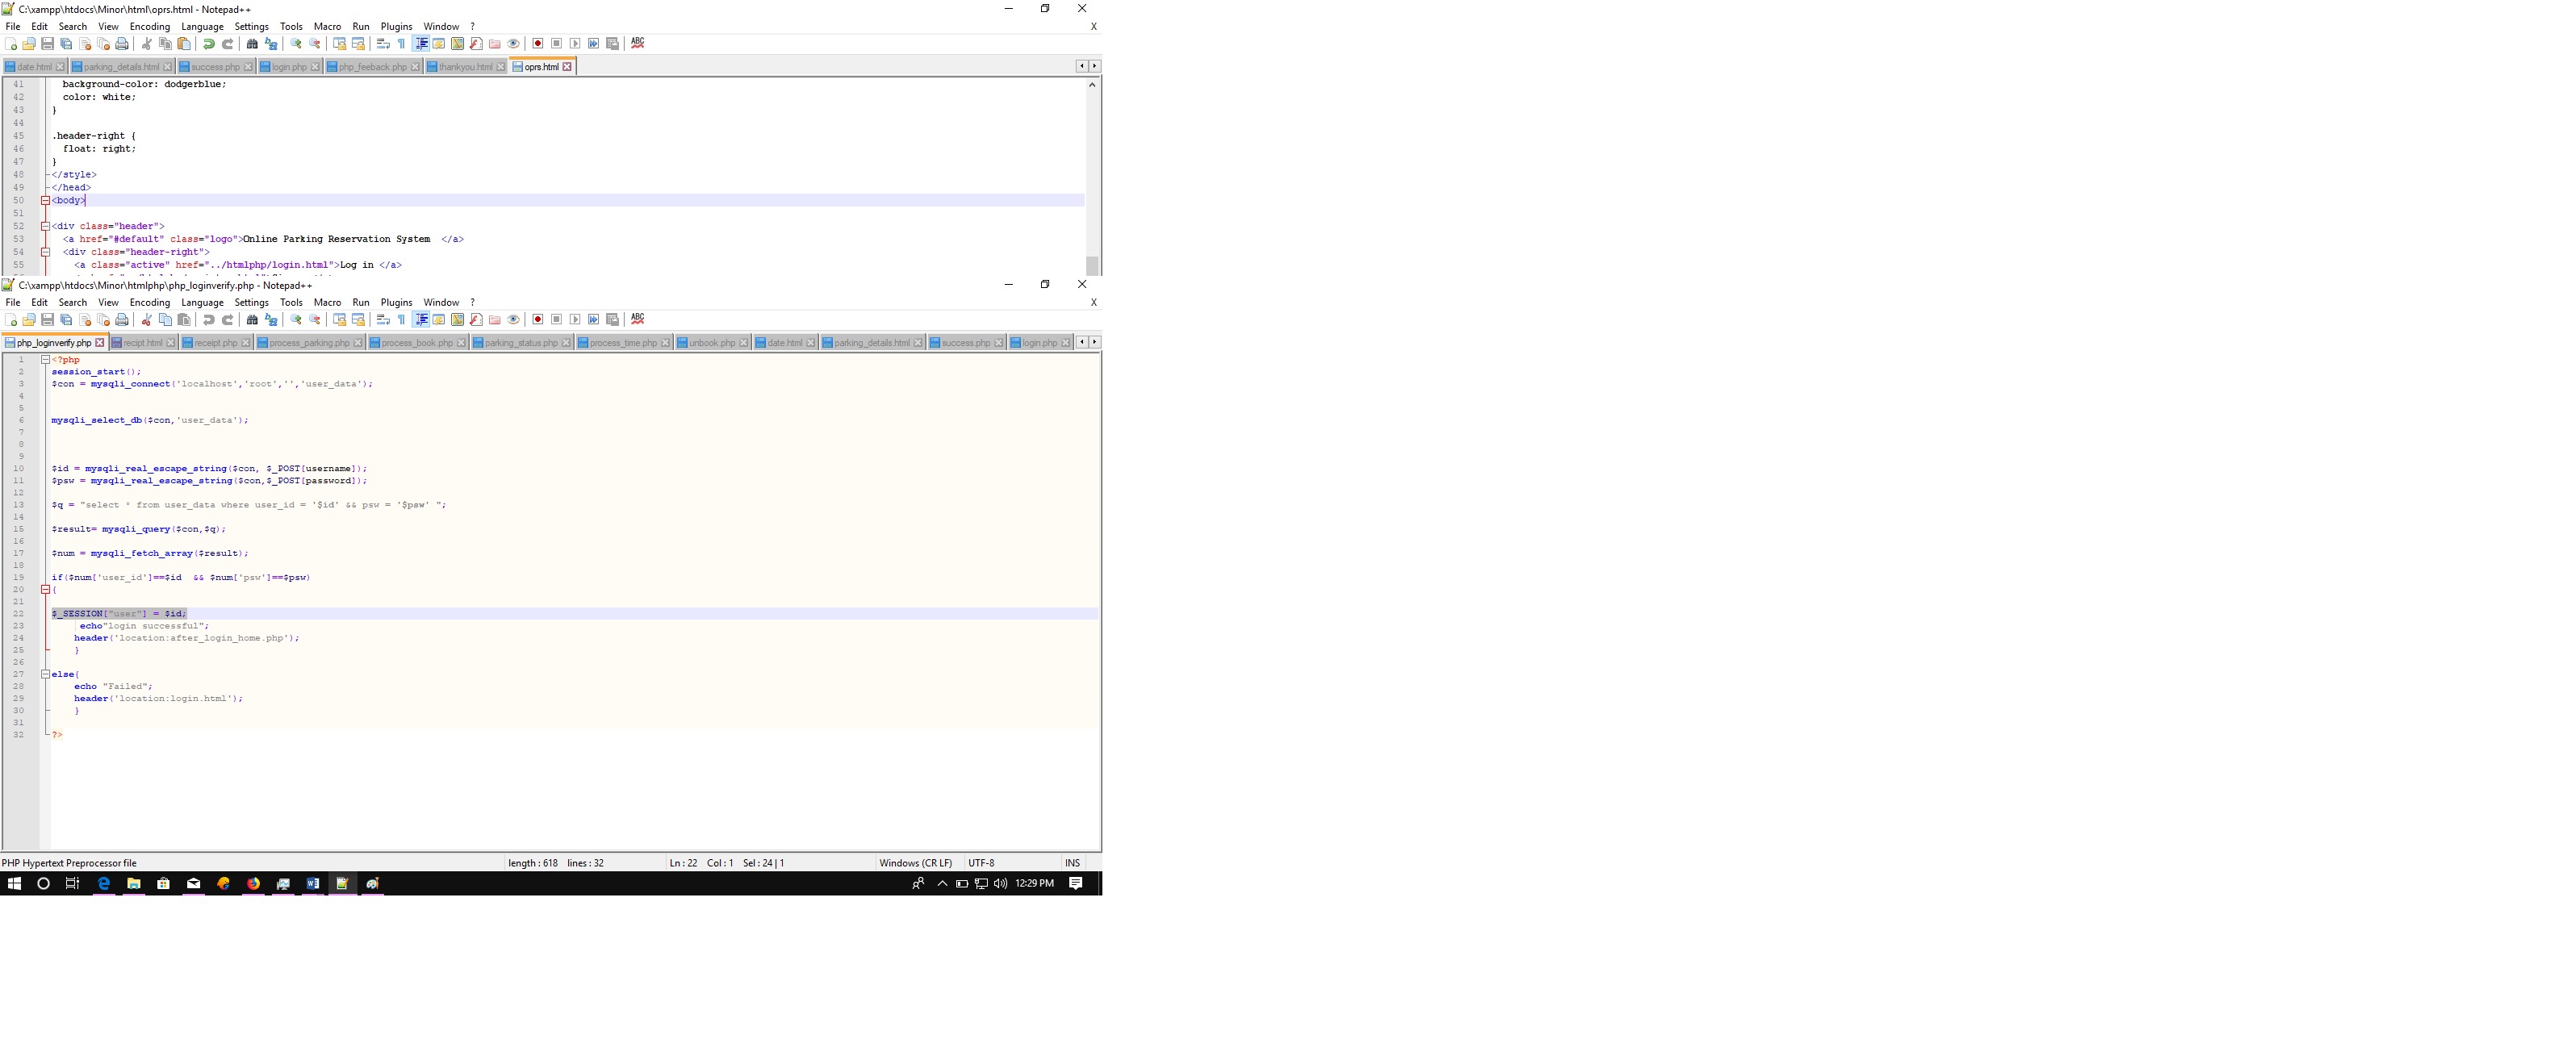 C:\xampp\htdocs\Minor\html\oprs.html - Notepad++
File Edit Search View Encoding Language Settings Tools Macro Run Plugins Window ? X
date.html parking_details.html success.php login.php php_feeback.php thankyou.html oprs.html
41 background-color: dodgerblue;
42 color: white;
43 }
44
45 .header-right {
46 float: right;
47 }
48 </style>
49 </head>
50 <body>
51
52 <div class="header">
53 <a href="#default" class="logo">Online Parking Reservation System </a>
54 <div class="header-right">
55 <a class="active" href="../htmlphp/login.html">Log in </a>
C:\xampp\htdocs\Minor\htmlphp\php_loginverify.php - Notepad++
File Edit Search View Encoding Language Settings Tools Macro Run Plugins Window ? X
php_loginverify.php recipt.html receipt.php process_parking.php process_book.php parking_status.php process_time.php unbook.php date.html parking_details.html success.php login.php
1 <?php
2 session_start();
3 $con = mysqli_connect('localhost','root','','user_data');
4
5
6 mysqli_select_db($con,'user_data');
7
8
9
10 $id = mysqli_real_escape_string($con, $_POST[username]);
11 $psw = mysqli_real_escape_string($con,$_POST[password]);
12
13 $q = "select * from user_data where user_id = '$id' && psw = '$psw' ";
14
15 $result= mysqli_query($con,$q);
16
17 $num = mysqli_fetch_array($result);
18
19 if($num['user_id']==$id && $num['psw']==$psw)
20 {
21
22 $_SESSION["user"] = $id;
23 echo"login successful";
24 header('location:after_login_home.php');
25 }
26
27 else{
28 echo "Failed";
29 header('location:login.html');
30 }
31
32 ?>
PHP Hypertext Preprocessor file length : 618 lines : 32 Ln : 22 Col : 1 Sel : 24 | 1 Windows (CR LF) UTF-8 INS
12:29 PM